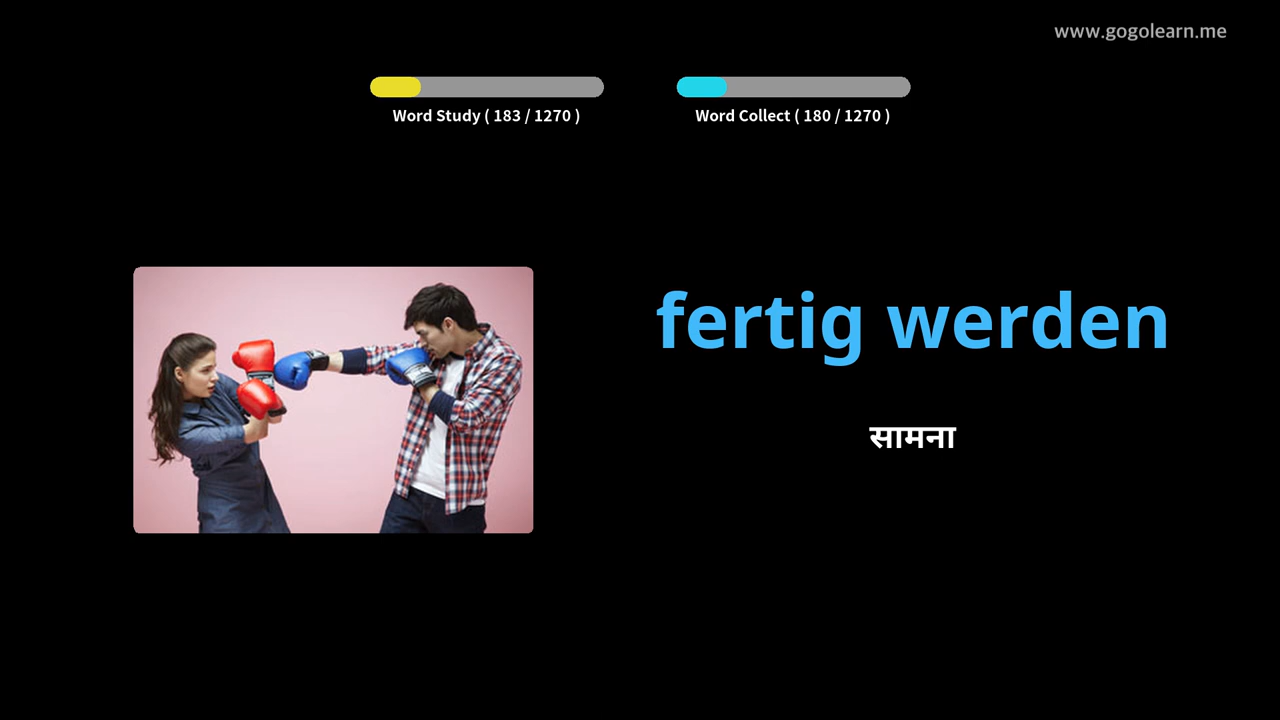 www.gogolearn.me
Word Study ( 183 / 1270 )
Word Collect ( 180 / 1270 )
fertig werden
सामना